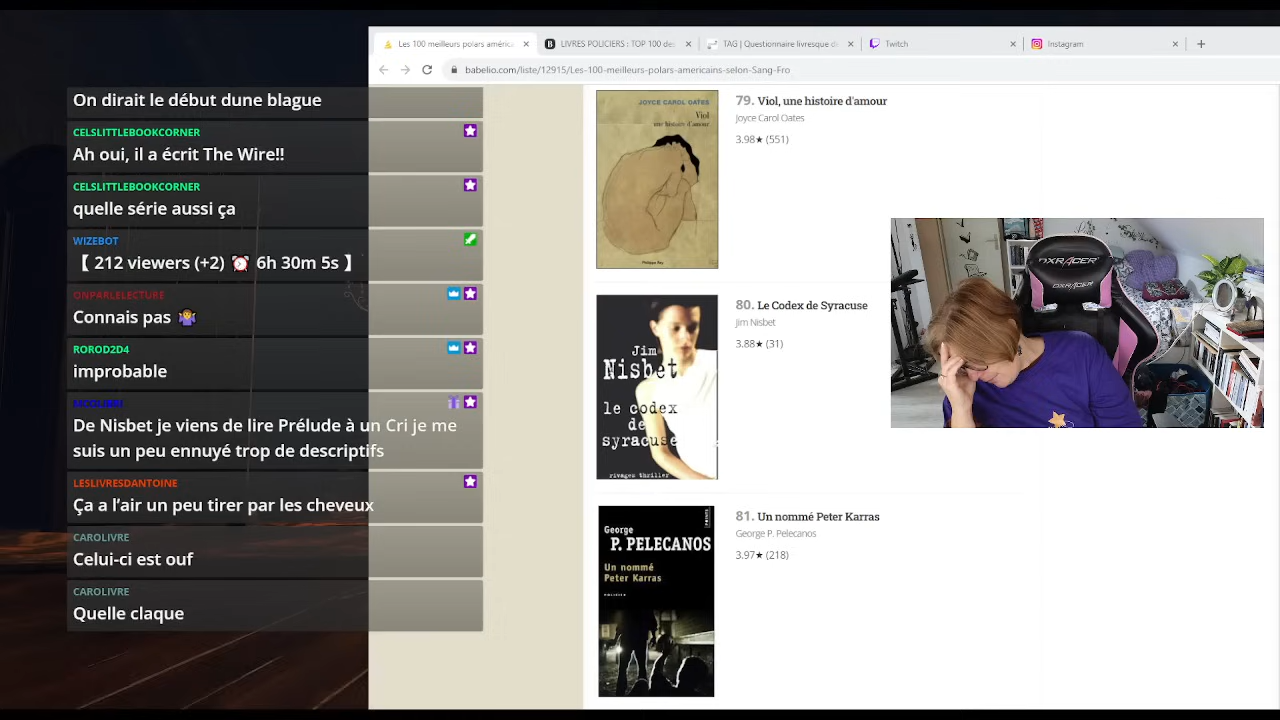 Les 100 meilleurs polars américa
LIVRES POLICIERS : TOP 100 des
TAG | Questionnaire livresque d
Twitch
Instagram
babelio.com/liste/12915/Les-100-meilleurs-polars-americains-selon-Sang-Fro
On dirait le début dune blague
CELSLITTLEBOOKCORNER
Ah oui, il a écrit The Wire!!
CELSLITTLEBOOKCORNER
quelle série aussi ça
WIZEBOT
【 212 viewers (+2) ⏰ 6h 30m 5s 】
ONPARLELECTURE
Connais pas 🤷
ROROD2D4
improbable
De Nisbet je viens de lire Prélude à un Cri je me
suis un peu ennuyé trop de descriptifs
LESLIVRESDANTOINE
Ça a l'air un peu tirer par les cheveux
CAROLIVRE
Celui-ci est ouf
CAROLIVRE
Quelle claque
JOYCE CAROL OATES
Viol
une histoire d'amour
Philippe Rey
79. Viol, une histoire d'amour
Joyce Carol Oates
3.98★ (551)
Jim
Nisbet
le codex
de
syracuse
rivages thriller
80. Le Codex de Syracuse
Jim Nisbet
3.88★ (31)
George
P. PELECANOS
Un nommé
Peter Karras
81. Un nommé Peter Karras
George P. Pelecanos
3.97★ (218)
DXRACER